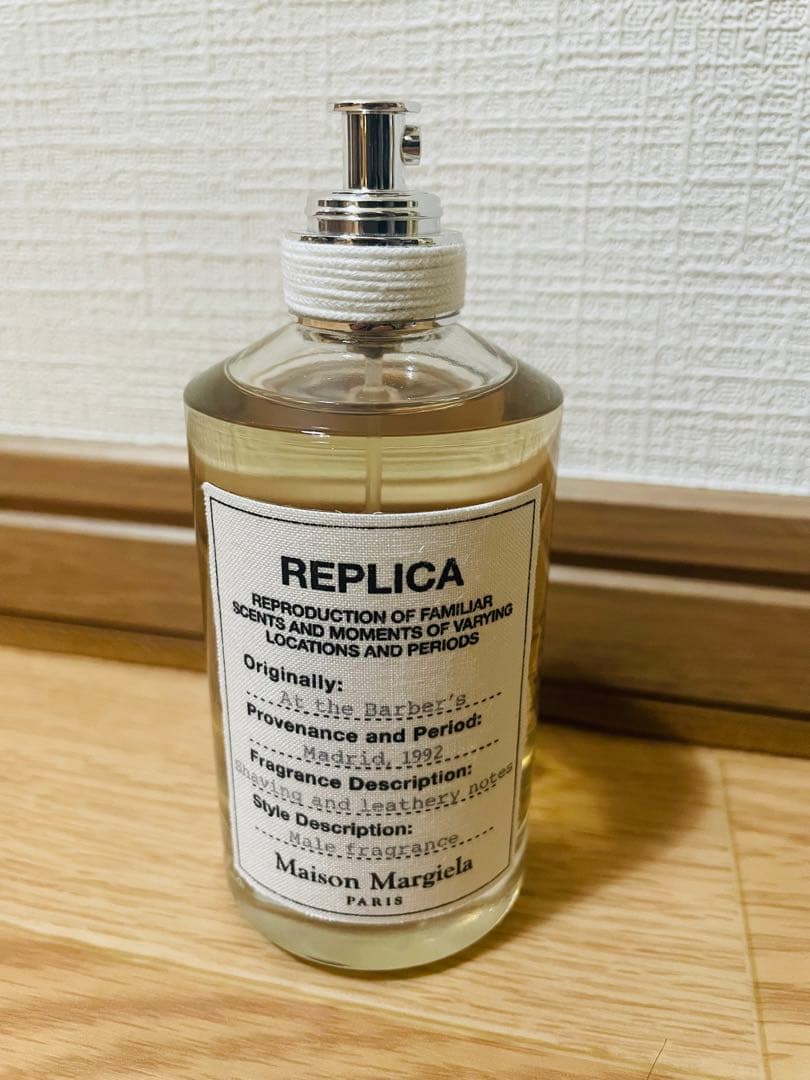 REPLICA
REPRODUCTION OF FAMILIAR
SCENTS AND MOMENTS OF VARYING
LOCATIONS AND PERIODS
Originally:
At the Barber's
Provenance and Period:
Madrid, 1992
Fragrance Description:
Shaving and leathery notes
Style Description:
Male fragrance
Maison Margiela
PARIS